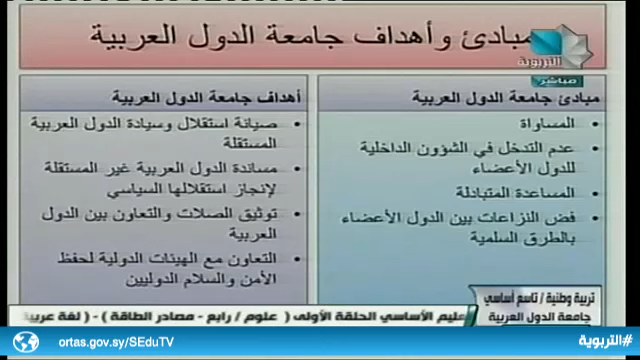 مبادئ وأهداف جامعة الدول العربية
التربوية
مباشر
مبادئ جامعة الدول العربية
المساواة
عدم التدخل في الشؤون الداخلية
للدول الأعضاء
المساعدة المتبادلة
فض النزاعات بين الدول الأعضاء
بالطرق السلمية
أهداف جامعة الدول العربية
صيانة استقلال وسيادة الدول العربية
المستقلة
مساندة الدول العربية غير المستقلة
لإنجاز استقلالها السياسي
توثيق الصلات والتعاون بين الدول
العربية
التعاون مع الهيئات الدولية لحفظ
الأمن والسلام الدوليين
تربية وطنية / تاسع أساسي
جامعة الدول العربية
عليم الأساسي الحلقة الأولى ( علوم / رابع - مصادر الطاقة ) - ( لغة عربية
#التربوية
ortas.gov.sy/SEduTV